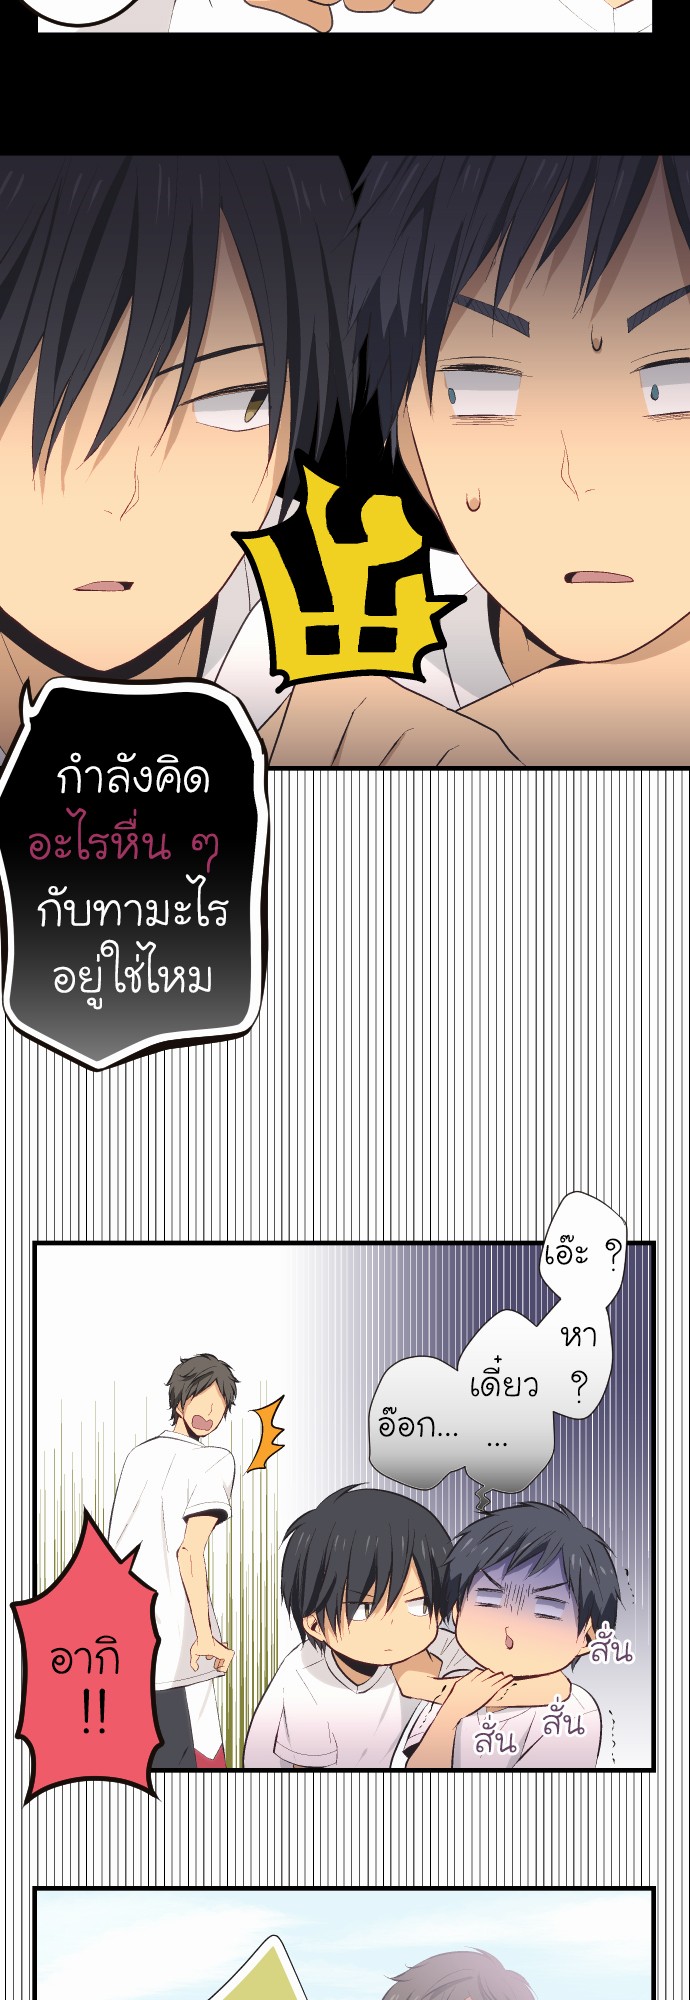 กำลังคิด
อะไรหื่น ๆ
กับทามะไร
อยู่ใช่ไหม
เอ๊ะ ?
หา
?
เดี๋ยว
...
อ๊อก...
อากิ
!!
สั่น
สั่น
สั่น